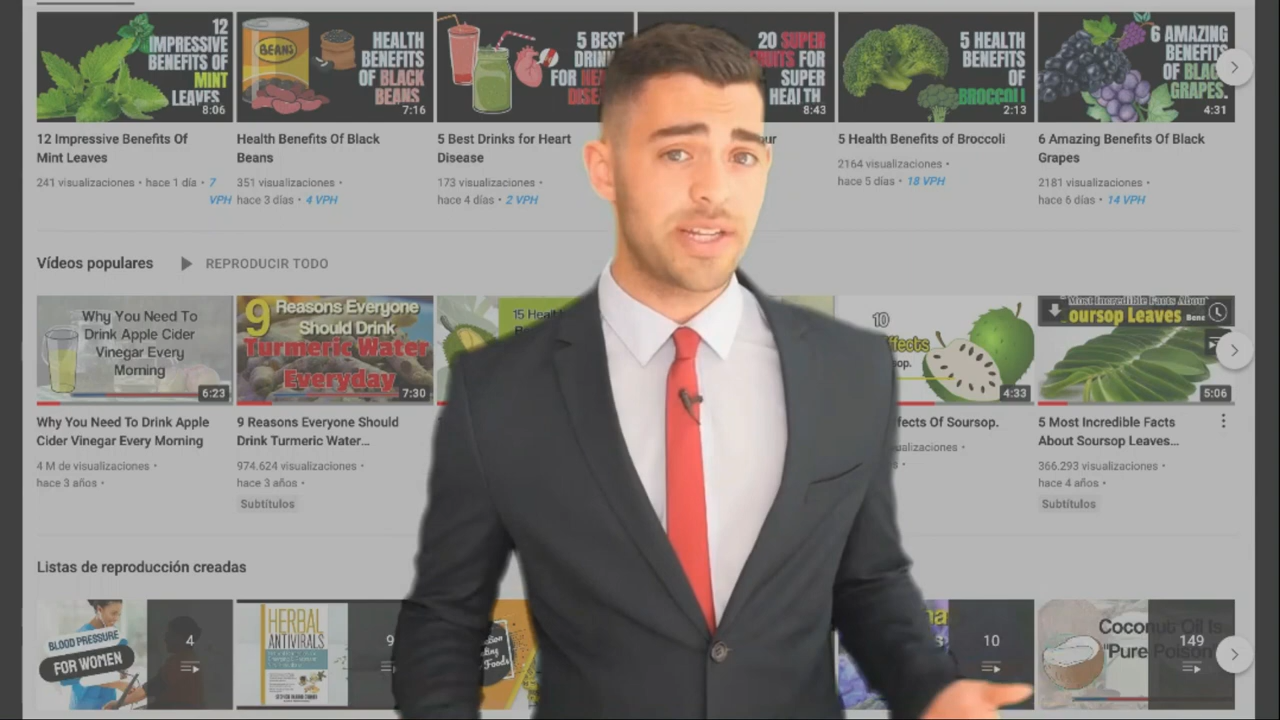 12
IMPRESSIVE
BENEFITS OF
MINT
LEAVES
8:06
BEANS
HEALTH
BENEFITS
OF BLACK
BEANS
7:16
5 BEST
FOR
20 SUPER
FOR
SUPER
HEALTH
8:43
5 HEALTH
BENEFITS
OF
BROCCOLI
2:13
6 AMAZING
BENEFITS
OF BLACK
GRAPES.
4:31
12 Impressive Benefits Of
Mint Leaves
241 visualizaciones • hace 1 día • 7
VPH
Health Benefits Of Black
Beans
351 visualizaciones •
hace 3 días • 4 VPH
5 Best Drinks for Heart
Disease
173 visualizaciones •
hace 4 días • 2 VPH
5 Health Benefits of Broccoli
2164 visualizaciones •
hace 5 días • 18 VPH
6 Amazing Benefits Of Black
Grapes
2181 visualizaciones •
hace 6 días • 14 VPH
Vídeos populares
REPRODUCIR TODO
Why You Need To
Drink Apple Cider
Vinegar Every
Morning
6:23
9 Reasons Everyone
Should Drink
Turmeric Water
Everyday
7:30
15
10
4:33
Most Incredible Facts About
oursop Leaves
5:06
Why You Need To Drink Apple
Cider Vinegar Every Morning
4 M de visualizaciones •
hace 3 años •
9 Reasons Everyone Should
Drink Turmeric Water...
974.624 visualizaciones •
hace 3 años •
Subtítulos
fects Of Soursop.
5 Most Incredible Facts
About Soursop Leaves...
366.293 visualizaciones •
hace 4 años •
Subtítulos
Listas de reproducción creadas
BLOOD PRESSURE
FOR WOMEN
4
HERBAL
ANTIVIRALS
9
10
Coconut Oil Is
"Pure Poison"
149